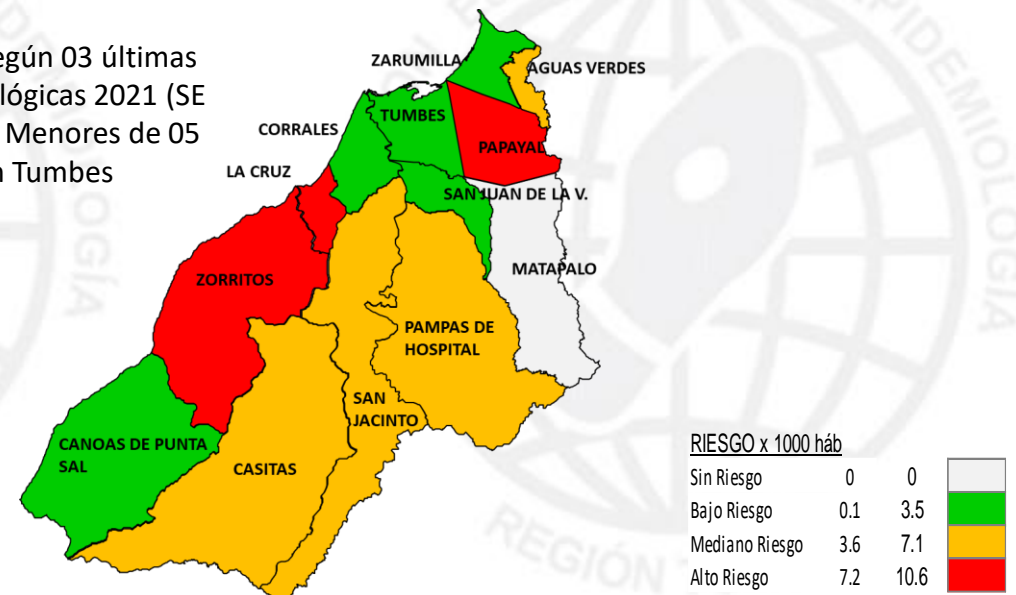 egún 03 últimas
lógicas 2021 (SE
Menores de 05
n Tumbes
ZARUMILLA
AGUAS VERDES
CORRALES
TUMBES
PAPAYAL
LA CRUZ
SAN JUAN DE LA V.
MATAPALO
ZORRITOS
PAMPAS DE
HOSPITAL
SAN
JACINTO
CANOAS DE PUNTA
SAL
CASITAS
RIESGO x 1000 háb
Sin Riesgo 0 0
Bajo Riesgo 0.1 3.5
Mediano Riesgo 3.6 7.1
Alto Riesgo 7.2 10.6
EPIDEMIOLOGÍA
OLOGÍA
REGIÓN